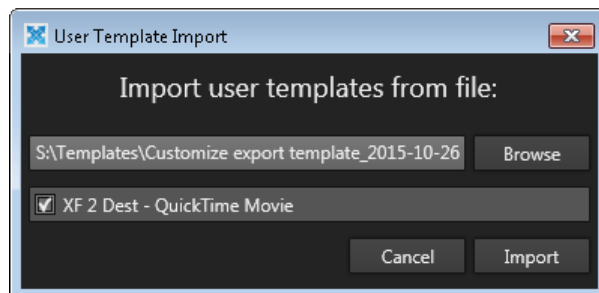 User Template Import
Import user templates from file:
S:\Templates\Customize export template_2015-10-26
Browse
XF 2 Dest - QuickTime Movie
Cancel
Import